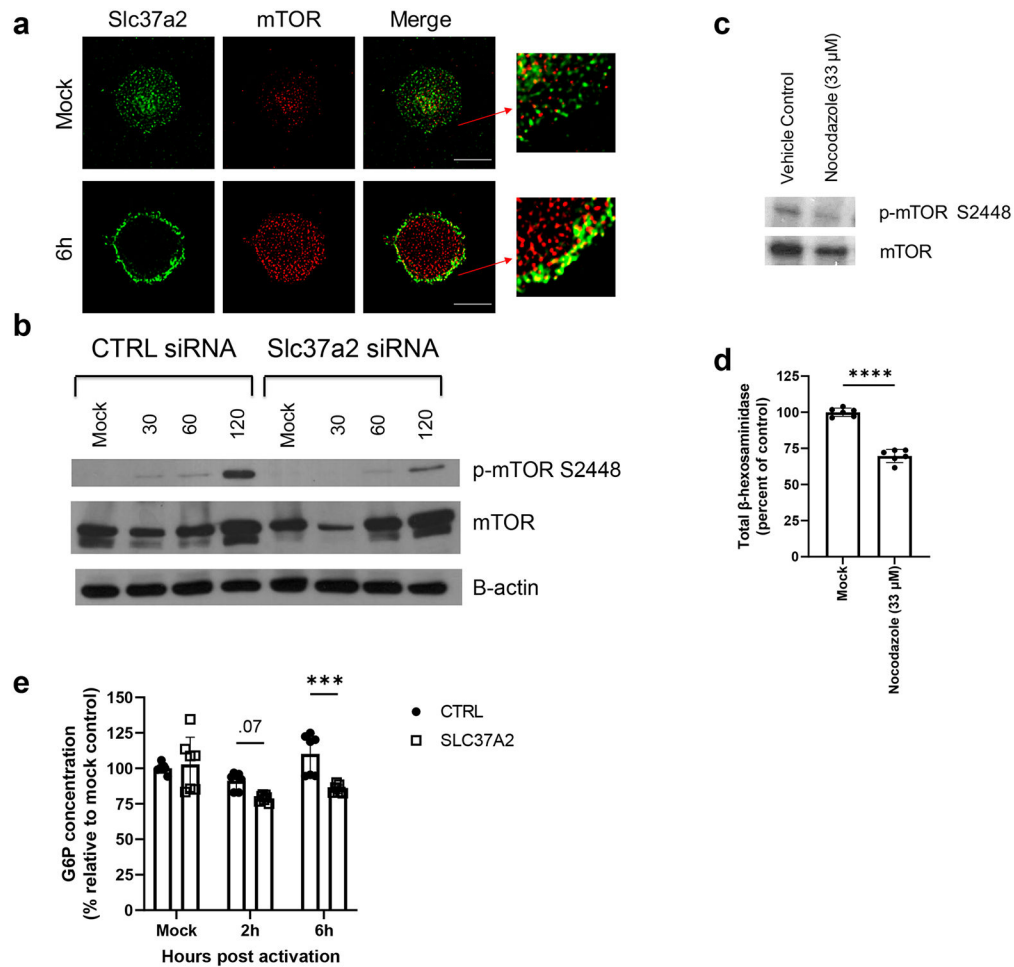 a
Slc37a2 mTOR Merge
Mock
6h
b
CTRL siRNA Slc37a2 siRNA
Mock 30 60 120 Mock 30 60 120
p-mTOR S2448
mTOR
B-actin
c
Vehicle Control
Nocodazole (33 μM)
p-mTOR S2448
mTOR
d
Total β-hexosaminidase
(percent of control)
125
100
75
50
25
0
****
Mock
Nocodazole (33 μM)
e
G6P concentration
(% relative to mock control)
150
125
100
75
50
25
0
.07
***
CTRL
SLC37A2
Mock 2h 6h
Hours post activation